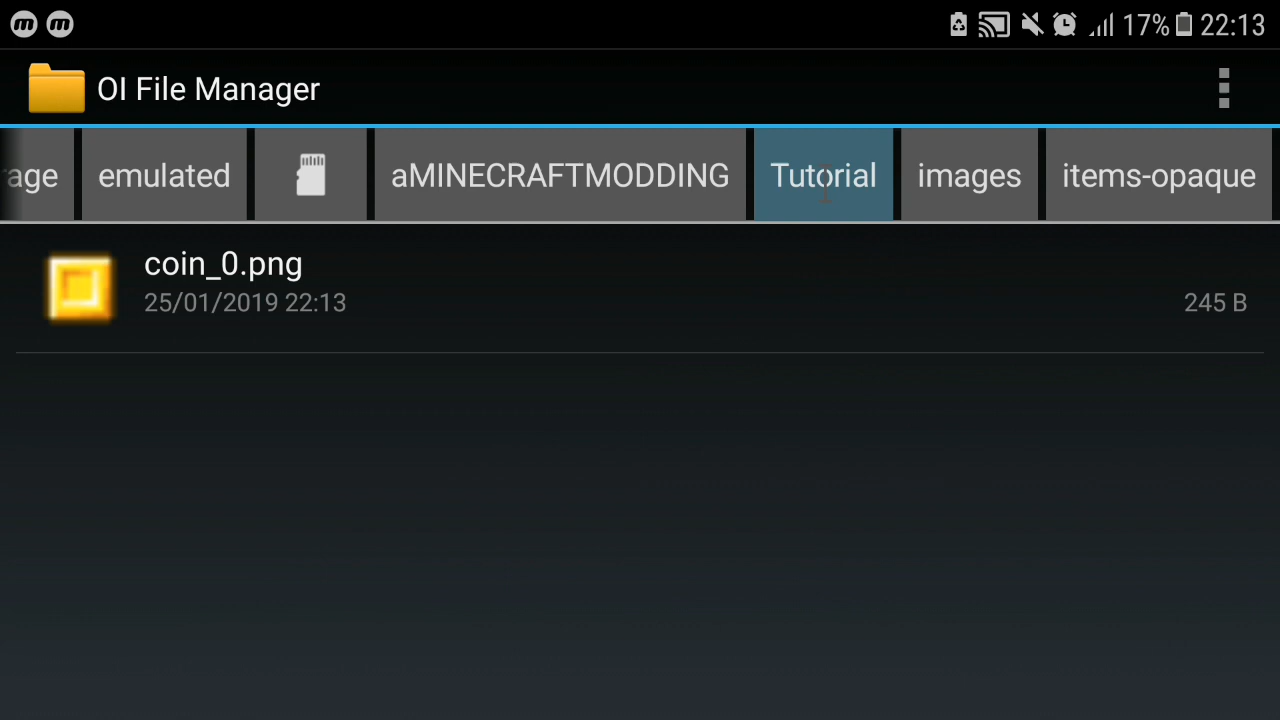 17% 22:13
OI File Manager
rage emulated aMINECRAFTMODDING Tutorial images items-opaque
coin_0.png
25/01/2019 22:13 245 B